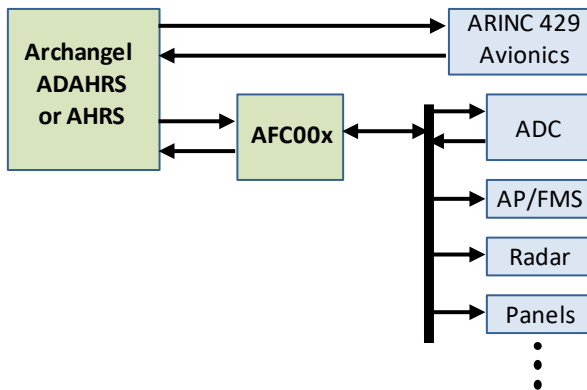 Archangel
ADAHRS
or AHRS
ARINC 429
Avionics
AFC00x
ADC
AP/FMS
Radar
Panels